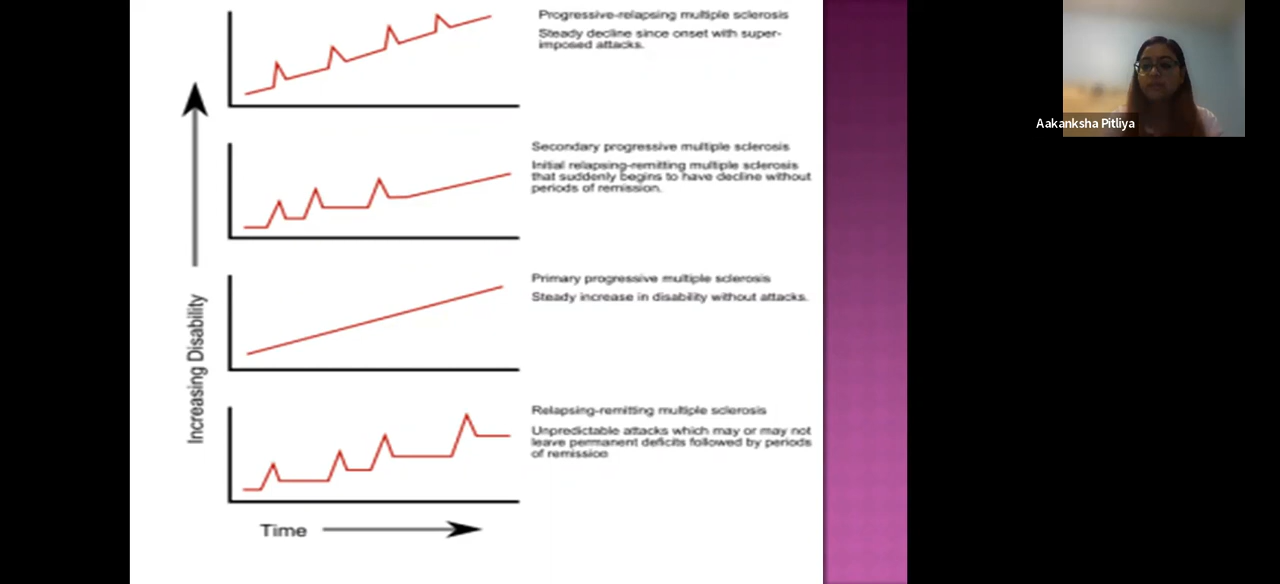 Progressive-relapsing multiple sclerosis
Steady decline since onset with super-
imposed attacks.
Aakanksha Pitliya
Secondary progressive multiple sclerosis
Initial relapsing-remitting multiple sclerosis
that suddenly begins to have decline without
periods of remission.
Primary progressive multiple sclerosis
Steady increase in disability without attacks.
Increasing Disability
Relapsing-remitting multiple sclerosis
Unpredictable attacks which may or may not
leave permanent deficits followed by periods
of remission
Time